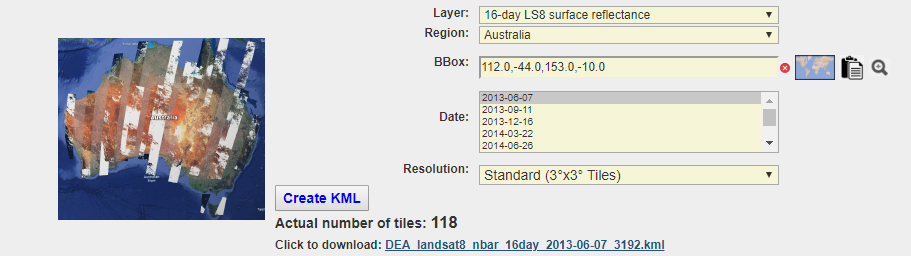 Layer: 16-day LS8 surface reflectance
Region: Australia
BBox: 112.0,-44.0,153.0,-10.0
Date: 2013-06-07
2013-09-11
2013-12-16
2014-03-22
2014-06-26
Resolution: Standard (3°x3° Tiles)
Create KML
Actual number of tiles: 118
Click to download: DEA_landsat8_nbar_16day_2013-06-07_3192.kml
Australia